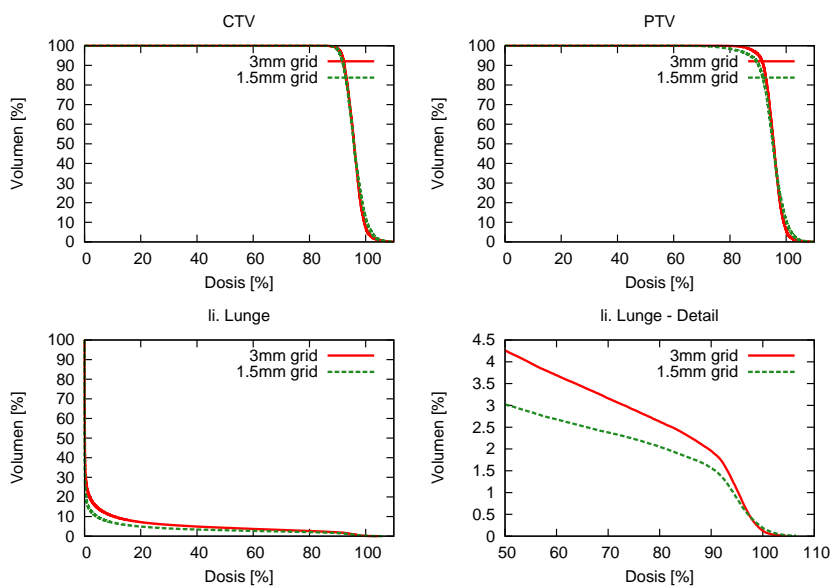 CTV
100
90
80
70
60
50
40
30
20
10
0
Volumen [%]
3mm grid
1.5mm grid
0 20 40 60 80 100
Dosis [%]
PTV
100
90
80
70
60
50
40
30
20
10
0
Volumen [%]
3mm grid
1.5mm grid
0 20 40 60 80 100
Dosis [%]
li. Lunge
100
90
80
70
60
50
40
30
20
10
0
Volumen [%]
3mm grid
1.5mm grid
0 20 40 60 80 100
Dosis [%]
li. Lunge - Detail
4.5
4
3.5
3
2.5
2
1.5
1
0.5
0
Volumen [%]
3mm grid
1.5mm grid
50 60 70 80 90 100 110
Dosis [%]